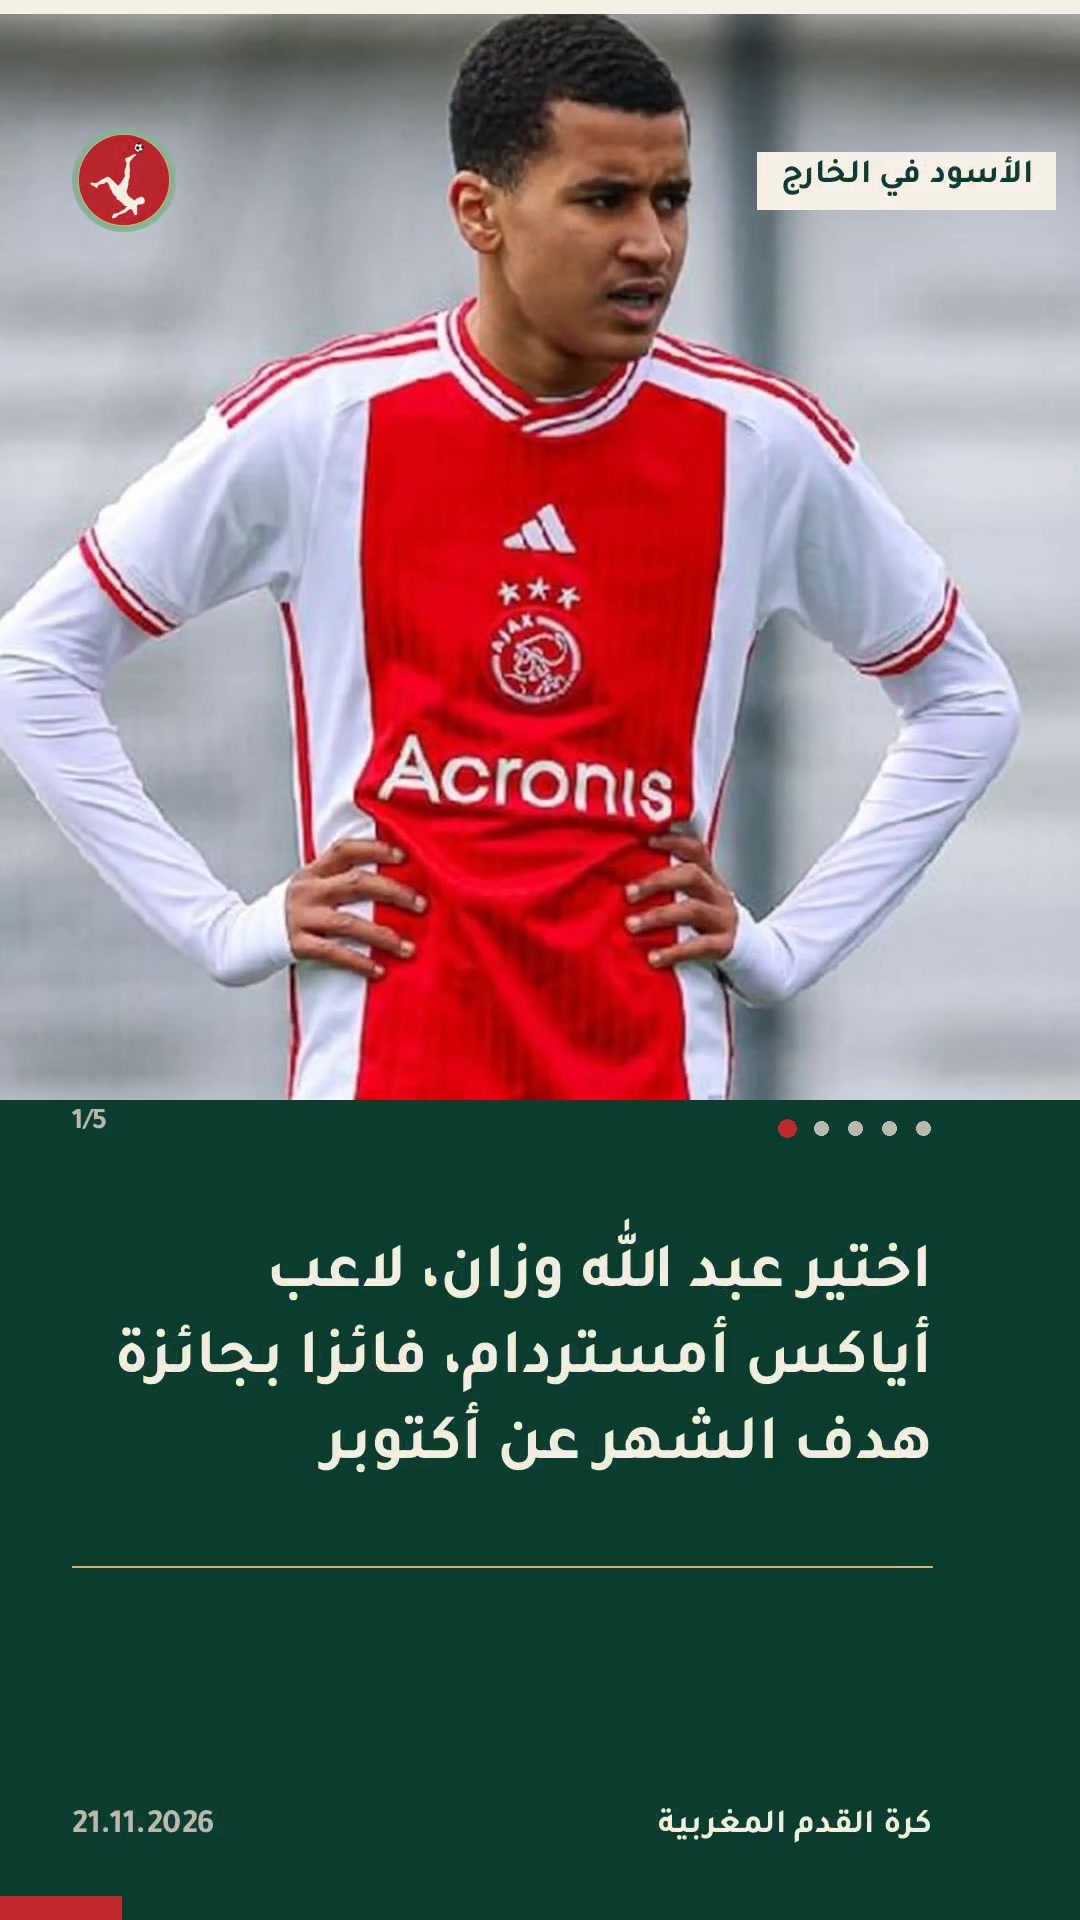 الأسود في الخارج
AJAX
Acronis
1/5
اختير عبد الله وزان، لاعب
أياكس أمستردام، فائزا بجائزة
هدف الشهر عن أكتوبر
كرة القدم المغربية
21.11.2026